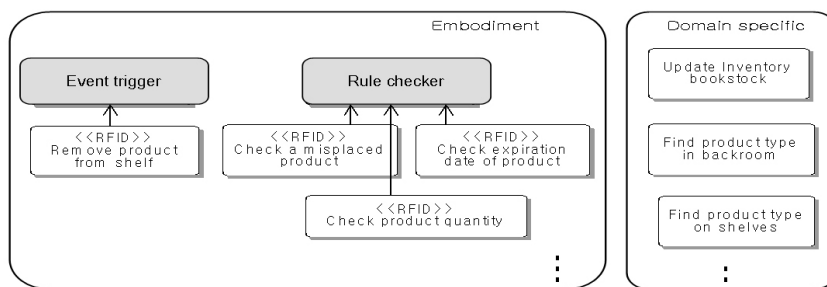 Embodiment
Event trigger
Rule checker
<<RFID>>
Remove product
from shelf
<<RFID>>
Check a misplaced
product
<<RFID>>
Check expiration
date of product
<<RFID>>
Check product quantity
Domain specific
Update Inventory
bookstock
Find product type
in backroom
Find product type
on shelves